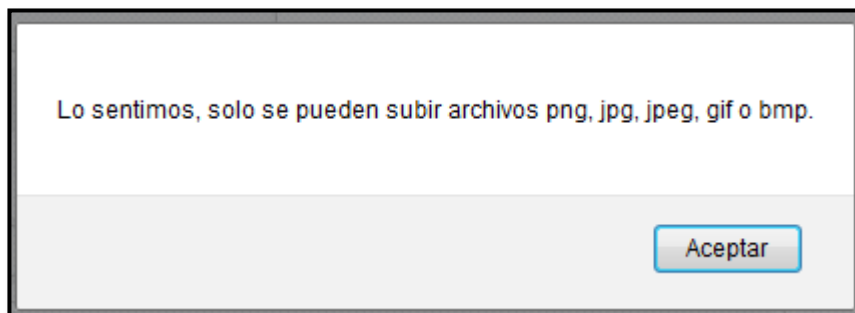 Lo sentimos, solo se pueden subir archivos png, jpg, jpeg, gif o bmp.
Aceptar